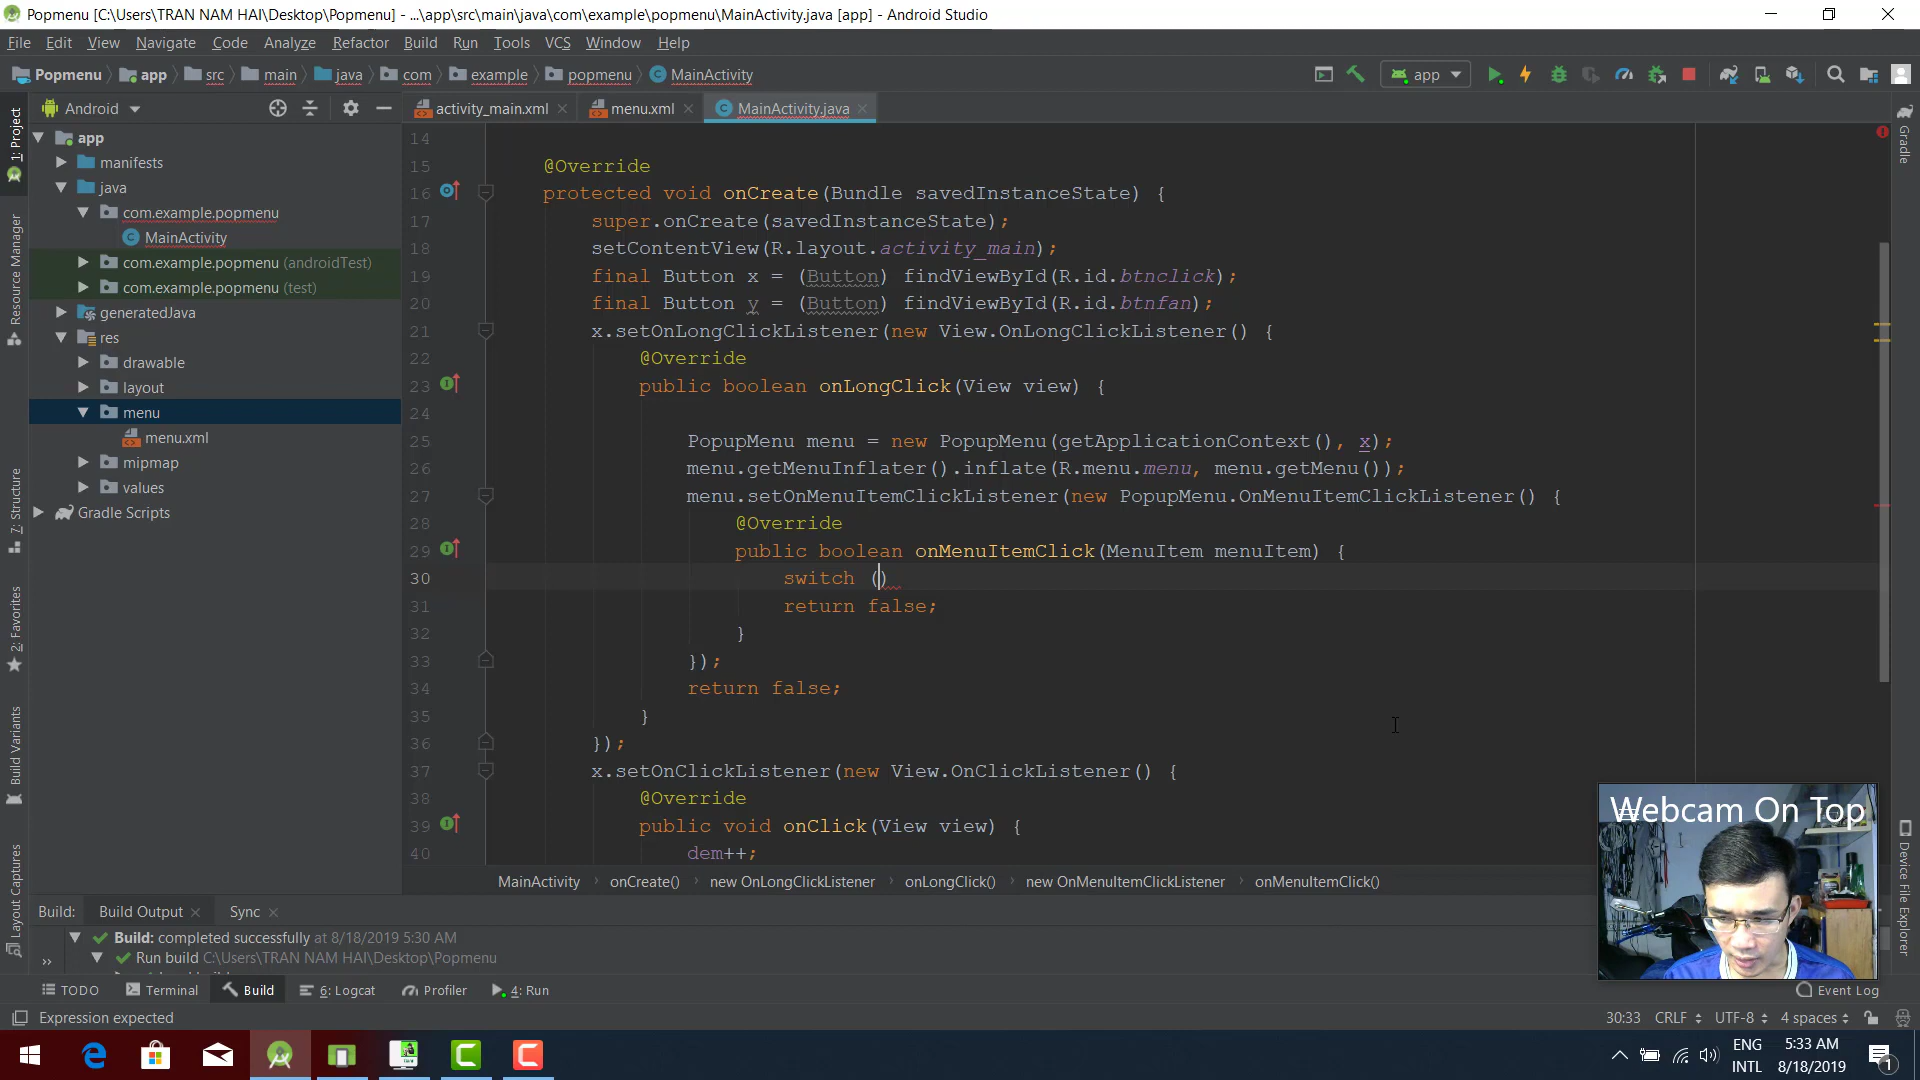 Popmenu [C:\Users\TRAN NAM HAI\Desktop\Popmenu] - ...\app\src\main\java\com\example\popmenu\MainActivity.java [app] - Android Studio
File Edit View Navigate Code Analyze Refactor Build Run Tools VCS Window Help
Popmenu app src main java com example popmenu MainActivity app
Android
activity_main.xml menu.xml MainActivity.java
1: Project
Resource Manager
7: Structure
2: Favorites
Build Variants
Layout Captures
app
manifests
java
com.example.popmenu
MainActivity
com.example.popmenu (androidTest)
com.example.popmenu (test)
generatedJava
res
drawable
layout
menu
menu.xml
mipmap
values
Gradle Scripts
14
15 @Override
16 protected void onCreate(Bundle savedInstanceState) {
17 super.onCreate(savedInstanceState);
18 setContentView(R.layout.activity_main);
19 final Button x = (Button) findViewById(R.id.btnclick);
20 final Button y = (Button) findViewById(R.id.btnfan);
21 x.setOnLongClickListener(new View.OnLongClickListener() {
22 @Override
23 public boolean onLongClick(View view) {
24
25 PopupMenu menu = new PopupMenu(getApplicationContext(), x);
26 menu.getMenuInflater().inflate(R.menu.menu, menu.getMenu());
27 menu.setOnMenuItemClickListener(new PopupMenu.OnMenuItemClickListener() {
28 @Override
29 public boolean onMenuItemClick(MenuItem menuItem) {
30 switch ()
31 return false;
32 }
33 });
34 return false;
35 }
36 });
37 x.setOnClickListener(new View.OnClickListener() {
38 @Override
39 public void onClick(View view) {
40 dem++;
MainActivity onCreate() new OnLongClickListener onLongClick() new OnMenuItemClickListener onMenuItemClick()
Gradle
Device File Explorer
Webcam On Top
Build: Build Output Sync
Build: completed successfully at 8/18/2019 5:30 AM
Run build C:\Users\TRAN NAM HAI\Desktop\Popmenu
TODO Terminal Build 6: Logcat Profiler 4: Run Event Log
Expression expected 30:33 CRLF UTF-8 4 spaces
ENG 5:33 AM
INTL 8/18/2019
1